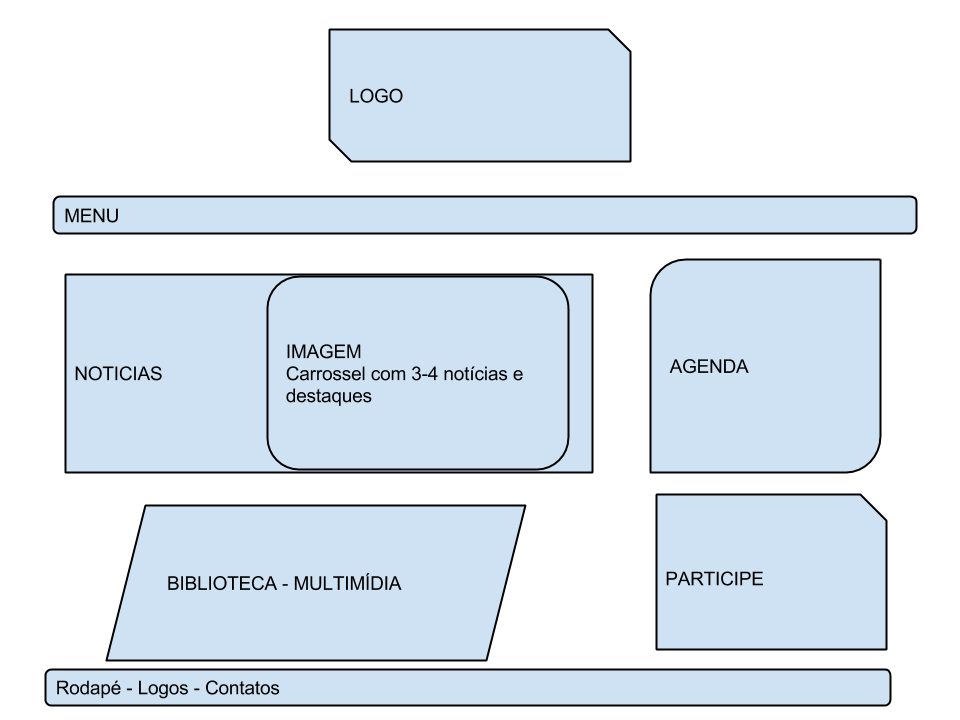 LOGO
MENU
NOTICIAS
IMAGEM
Carrossel com 3-4 notícias e
destaques
AGENDA
BIBLIOTECA - MULTIMÍDIA
PARTICIPE
Rodapé - Logos - Contatos